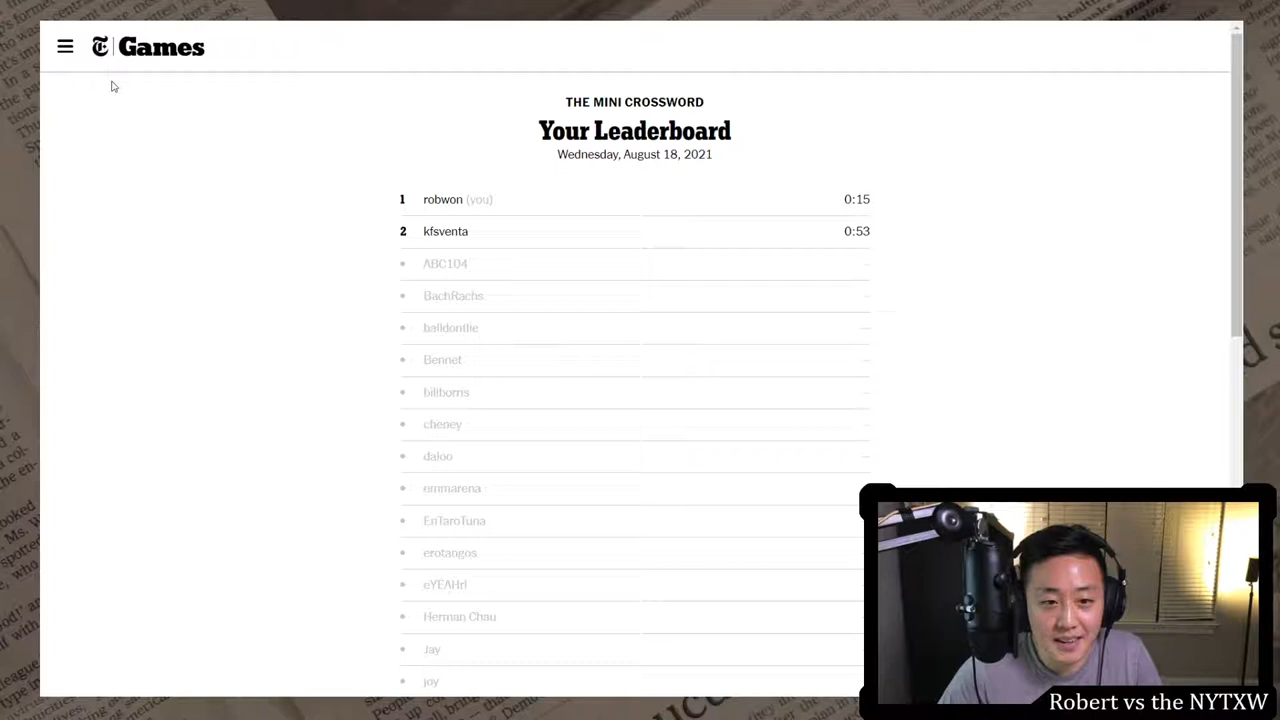 Games
THE MINI CROSSWORD
Your Leaderboard
Wednesday, August 18, 2021
1 robwon (you) 0:15
2 kfsventa 0:53
ABC104
BachRachs
balldontlie
Bennet
billborris
cheney
daloo
emmarena
EnTaroTuna
erotangos
eYEAHrl
Herman Chau
Jay
joy
Robert vs the NYTXW